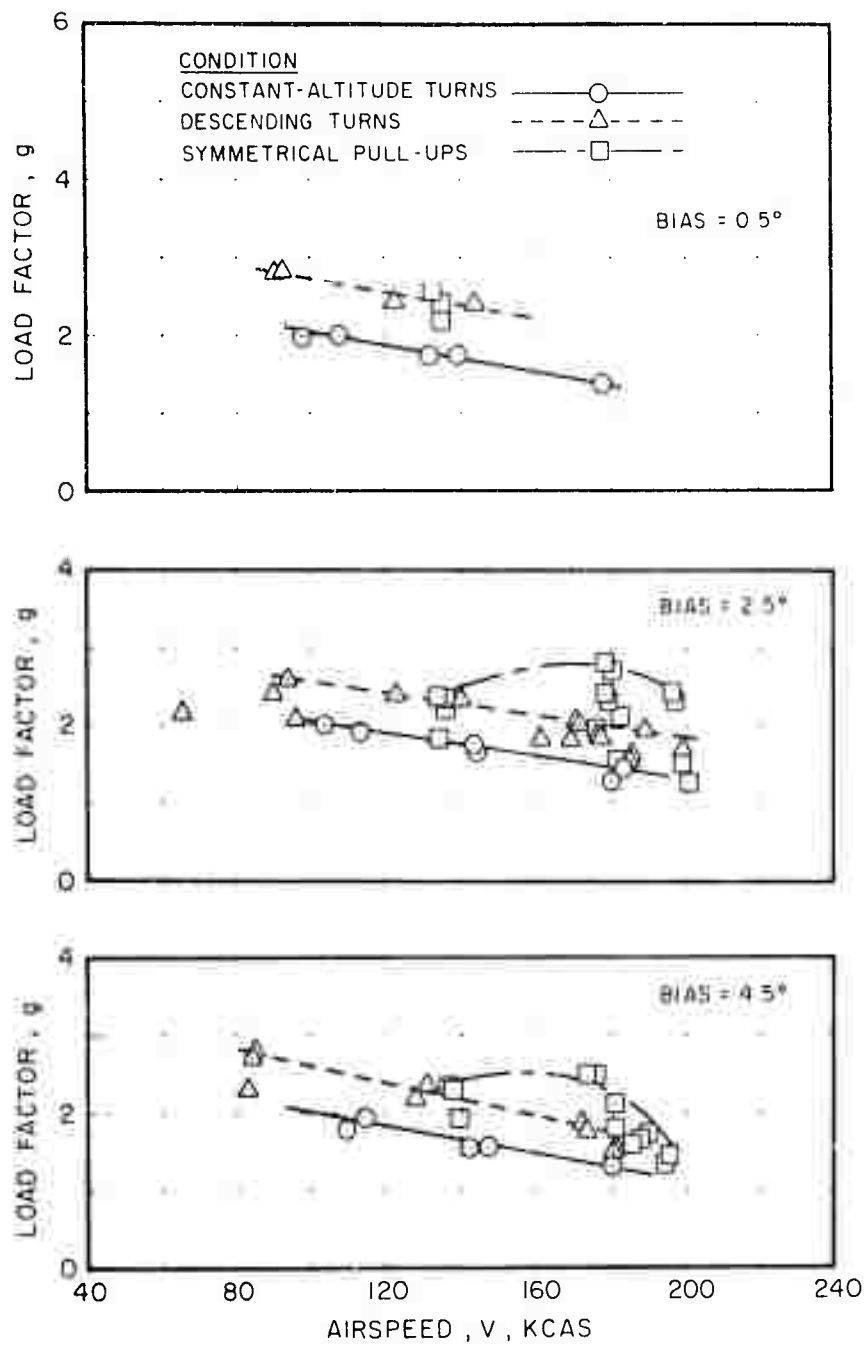 6
CONDITION
CONSTANT-ALTITUDE TURNS
DESCENDING TURNS
SYMMETRICAL PULL-UPS
4
BIAS = 0 5°
LOAD FACTOR , g
2
0
4
BIAS = 2.5°
LOAD FACTOR , g
2
0
4
BIAS = 4 5°
LOAD FACTOR , g
2
0
40 80 120 160 200 240
AIRSPEED , V , KCAS